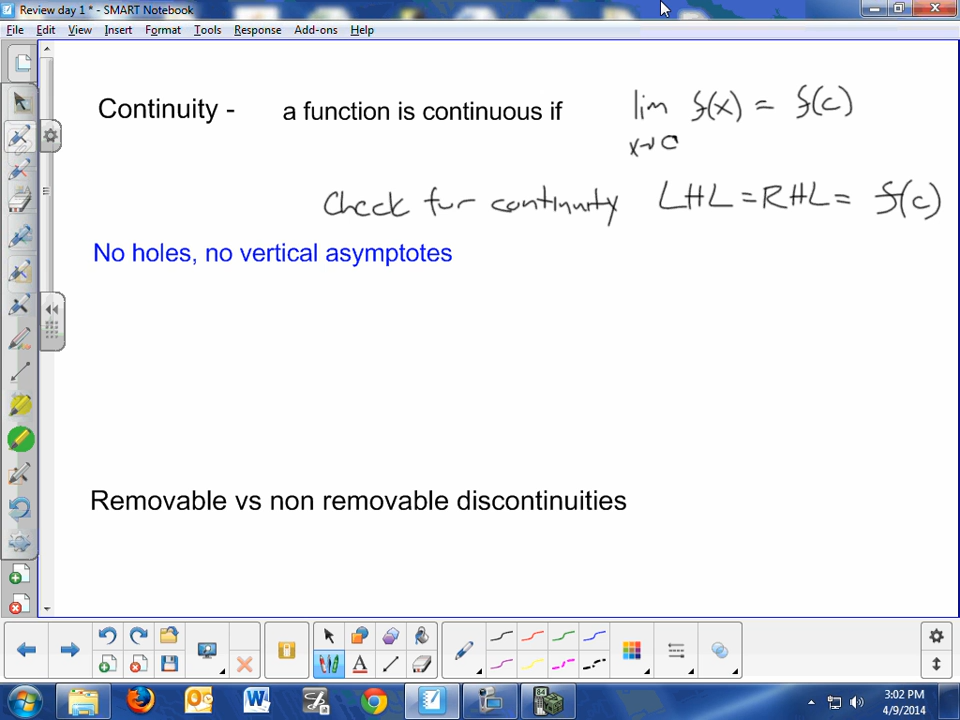 Review day 1 * - SMART Notebook
File Edit View Insert Format Tools Response Add-ons Help
Continuity - a function is continuous if lim f(x) = f(c)
x→c
Check for continuity LHL = RHL = f(c)
No holes, no vertical asymptotes
Removable vs non removable discontinuities
3:02 PM
4/9/2014